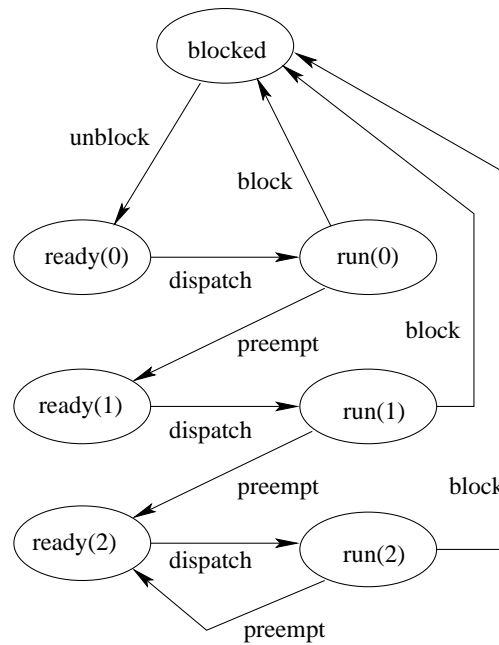 blocked
unblock
block
ready(0)
run(0)
dispatch
block
preempt
ready(1)
run(1)
dispatch
preempt
block
ready(2)
run(2)
dispatch
preempt